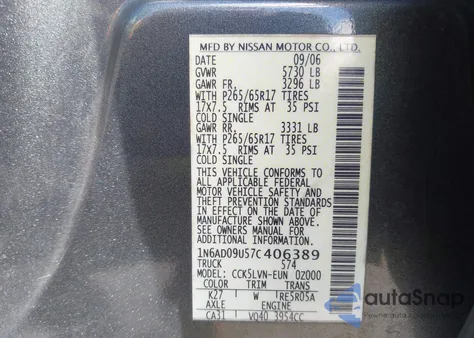 MFD BY NISSAN MOTOR CO., LTD.
DATE 09/06
GVWR 5730 LB
GAWR FR. 3296 LB
WITH P265/65R17 TIRES
17X7.5 RIMS AT 35 PSI
COLD SINGLE
GAWR RR. 3331 LB
WITH P265/65R17 TIRES
17X7.5 RIMS AT 35 PSI
COLD SINGLE
THIS VEHICLE CONFORMS TO
ALL APPLICABLE FEDERAL
MOTOR VEHICLE SAFETY AND
THEFT PREVENTION STANDARDS
IN EFFECT ON THE DATE OF
MANUFACTURE SHOWN ABOVE.
SEE OWNERS MANUAL.
1N6AD09U57C406389
TRUCK 574
MODEL: CCK5LVN-EUN 0Z000
COLOR TRIM TRANS
K27 W RE5R05A
AXLE ENGINE
CA31 VQ40 3954CC
autoSnap